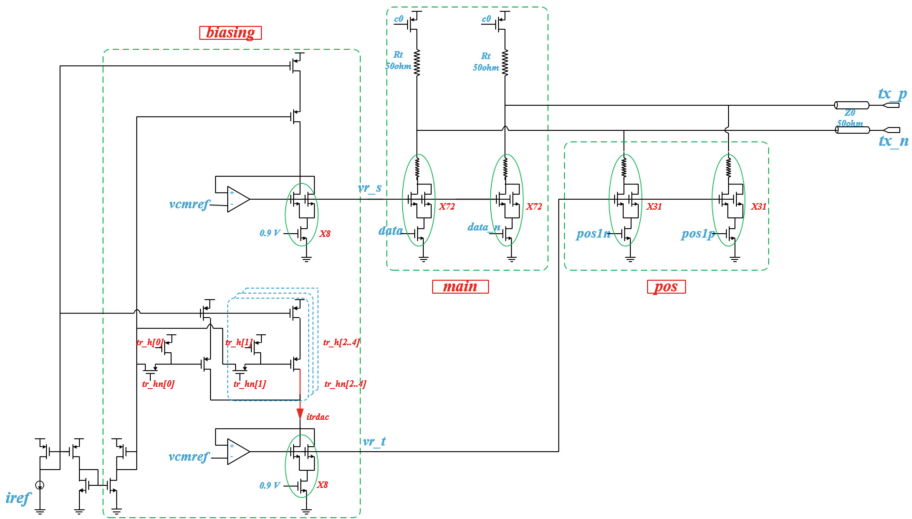 biasing
c0
c0
Rt
50ohm
Rt
50ohm
tx_p
Z0
50ohm
tx_n
vr_s
vcmref
+
-
0.9 V
X8
X72
X72
data
data_n
X31
X31
pos1n
pos1p
main
pos
tr_h[0]
tr_h[1]
tr_h[2..4]
tr_hn[0]
tr_hn[1]
tr_hn[2..4]
itrdac
vr_t
vcmref
+
-
0.9 V
X8
iref